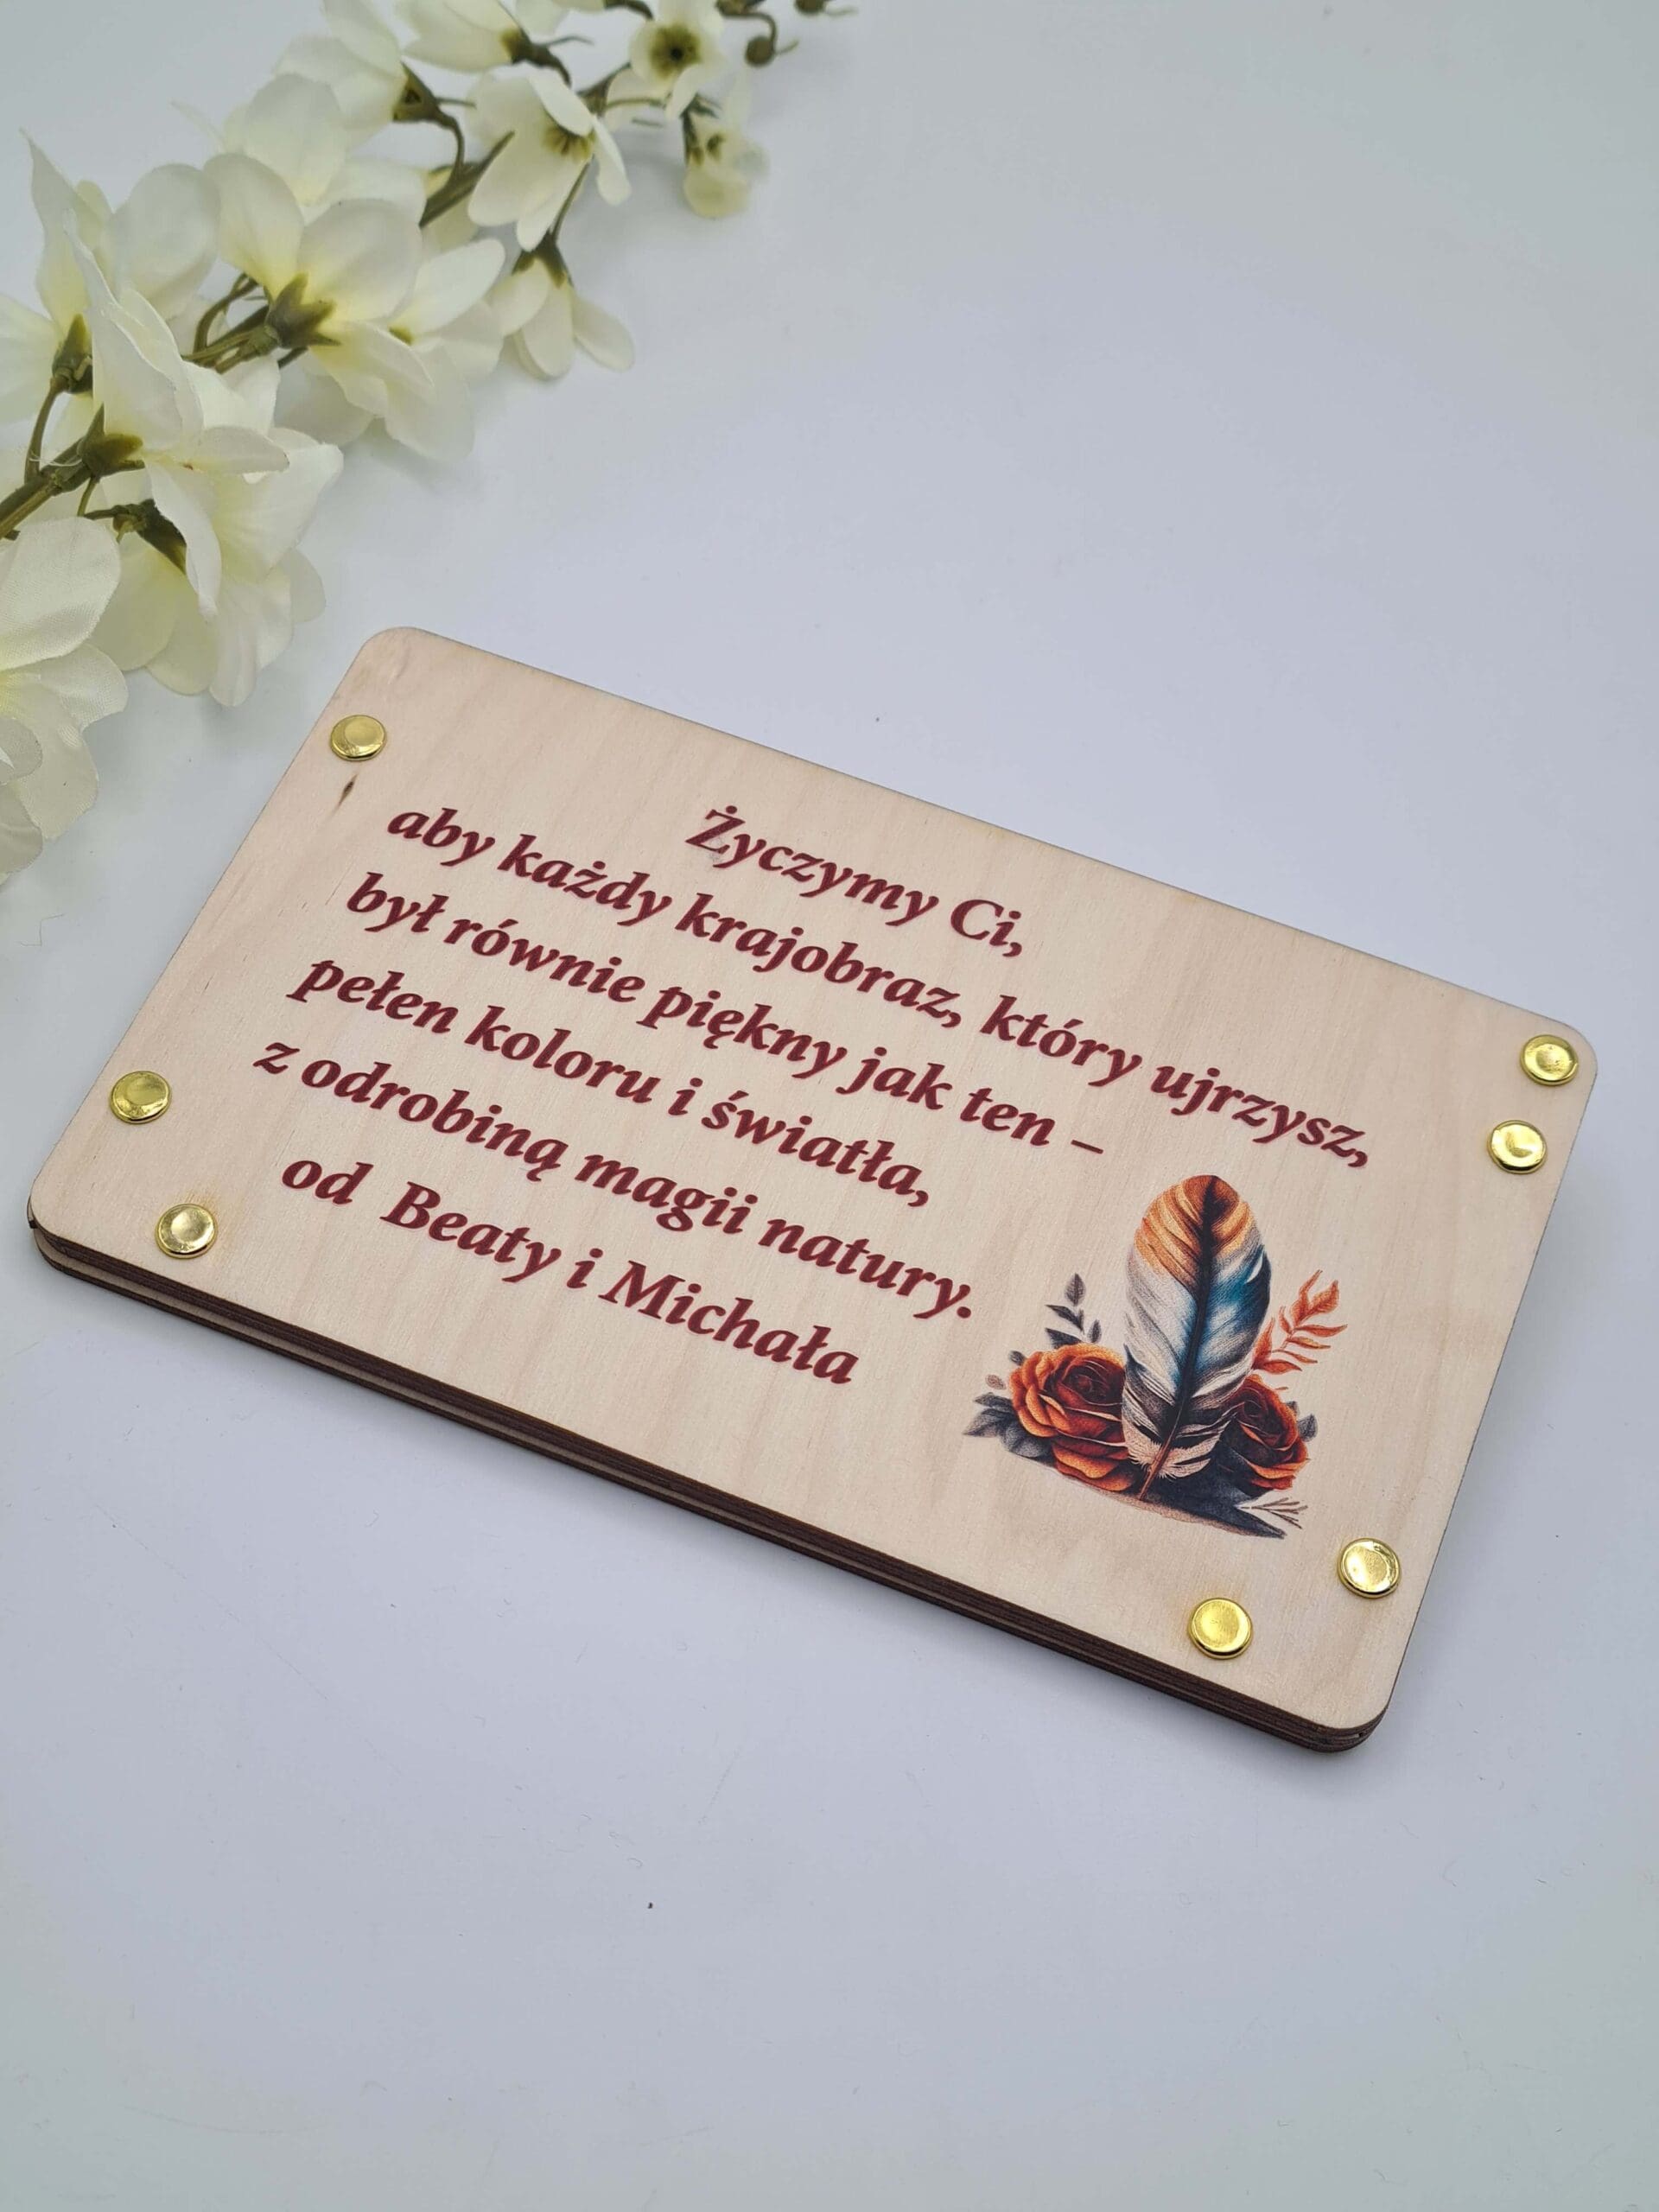 Życzymy Ci,
aby każdy krajobraz, który ujrzysz,
był równie piękny jak ten –
pełen koloru i światła,
z odrobiną magii natury.
od Beaty i Michała